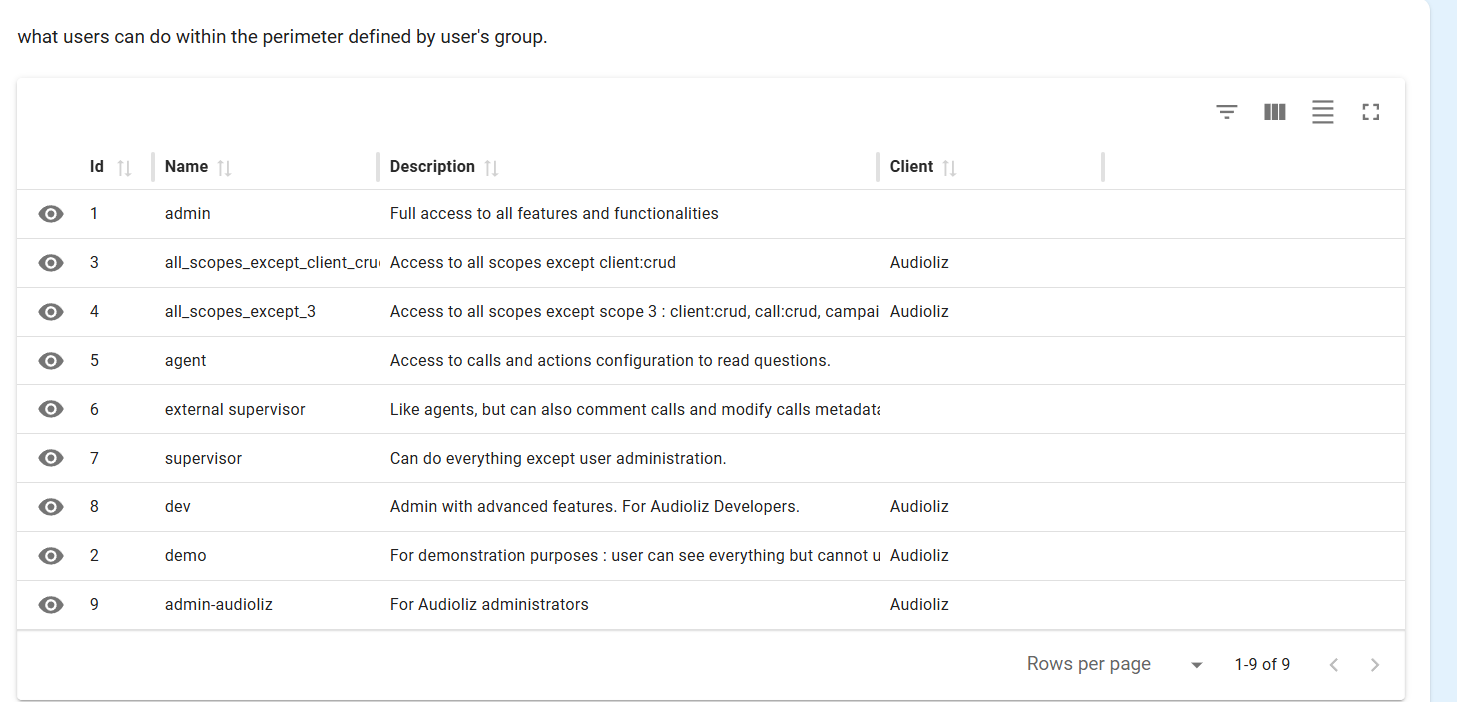 what users can do within the perimeter defined by user's group.
Id Name Description Client
1 admin Full access to all features and functionalities
3 all_scopes_except_client_cru Access to all scopes except client:crud Audioliz
4 all_scopes_except_3 Access to all scopes except scope 3 : client:crud, call:crud, campai Audioliz
5 agent Access to calls and actions configuration to read questions.
6 external supervisor Like agents, but can also comment calls and modify calls metadata
7 supervisor Can do everything except user administration.
8 dev Admin with advanced features. For Audioliz Developers. Audioliz
2 demo For demonstration purposes : user can see everything but cannot u Audioliz
9 admin-audioliz For Audioliz administrators Audioliz
Rows per page 1-9 of 9